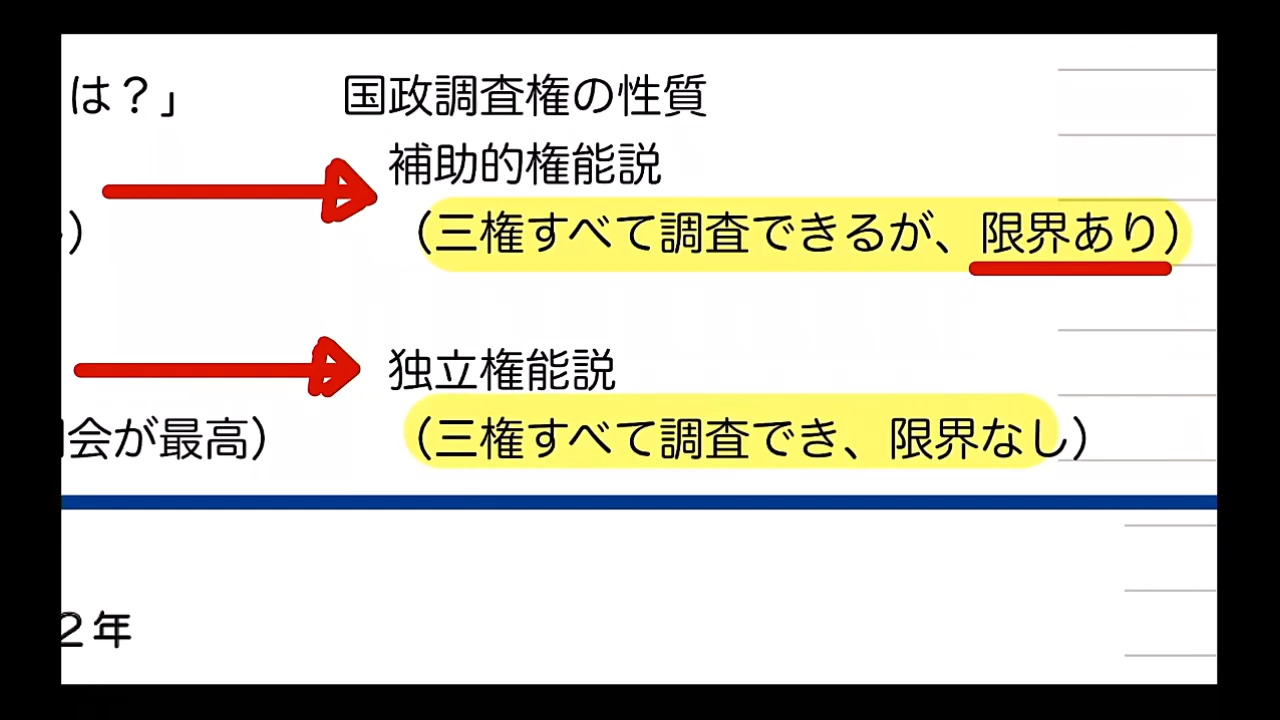 は？」 国政調査権の性質
補助的権能説
） （三権すべて調査できるが、限界あり）
独立権能説
会が最高） （三権すべて調査でき、限界なし）
２年